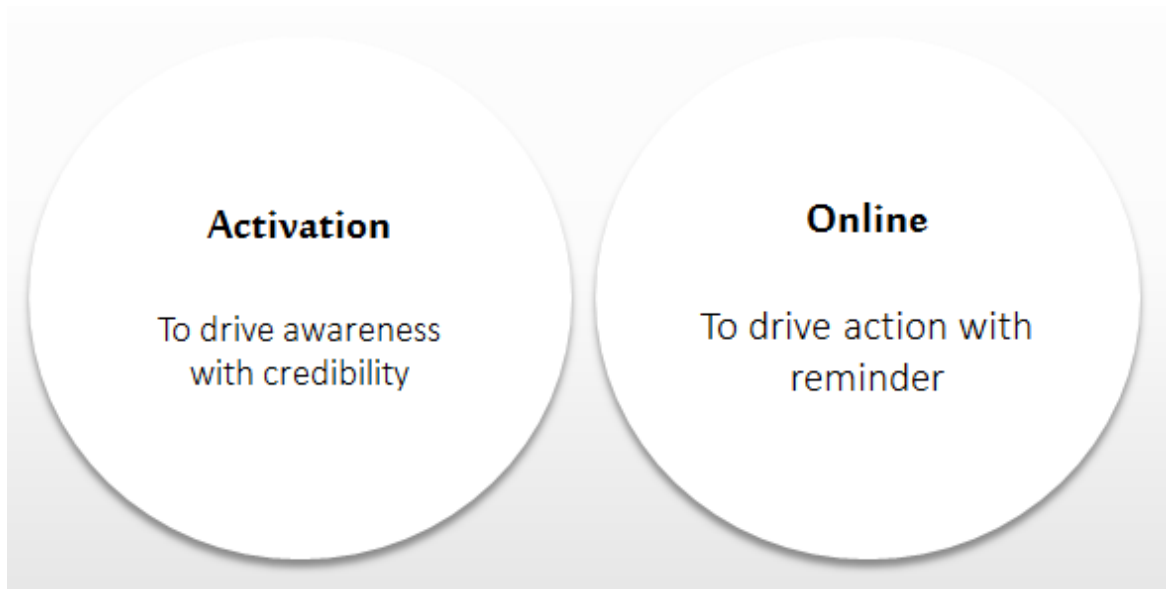 Activation
To drive awareness
with credibility
Online
To drive action with
reminder